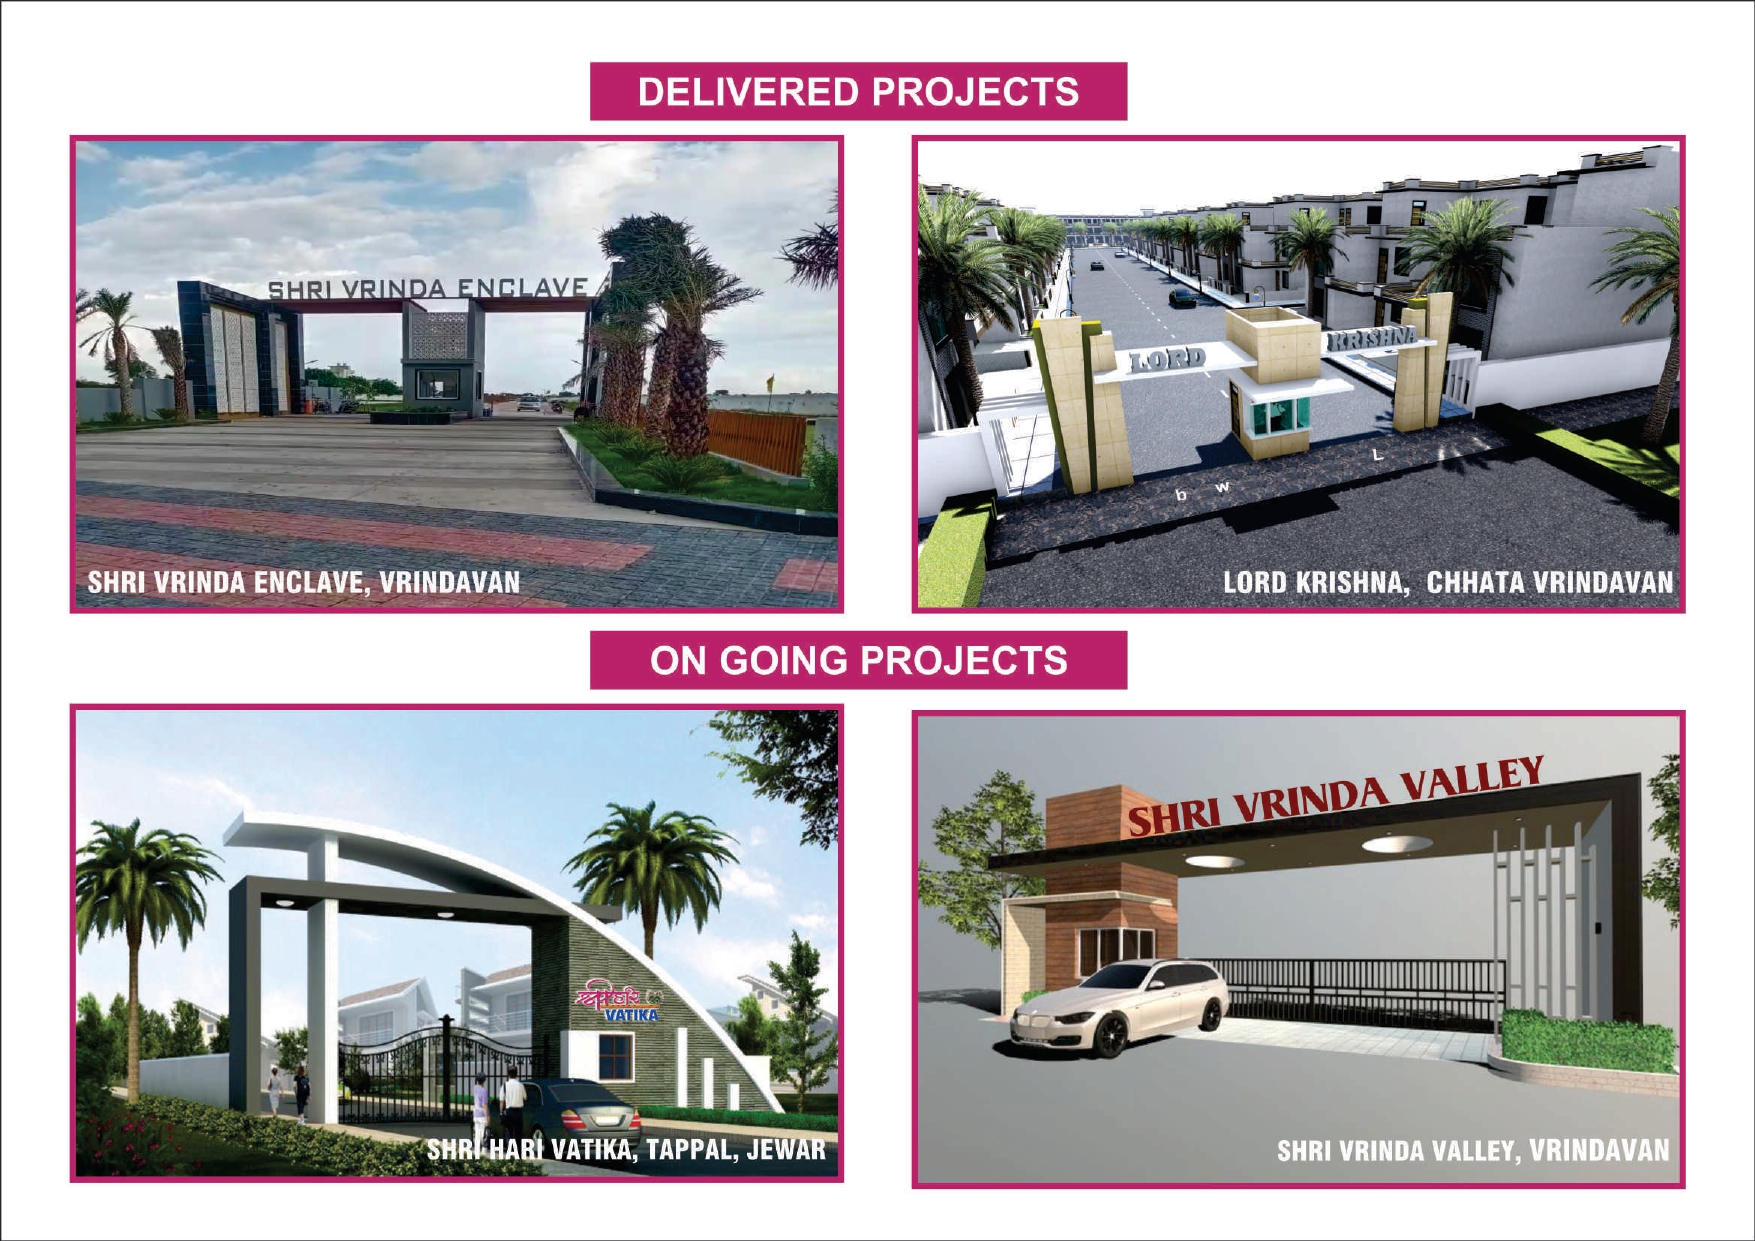 DELIVERED PROJECTS
SHRI VRINDA ENCLAVE
SHRI VRINDA ENCLAVE, VRINDAVAN
LORD KRISHNA
b w L
LORD KRISHNA, CHHATA VRINDAVAN
ON GOING PROJECTS
श्री हरि
VATIKA
SHRI HARI VATIKA, TAPPAL, JEWAR
SHRI VRINDA VALLEY
SHRI VRINDA VALLEY, VRINDAVAN